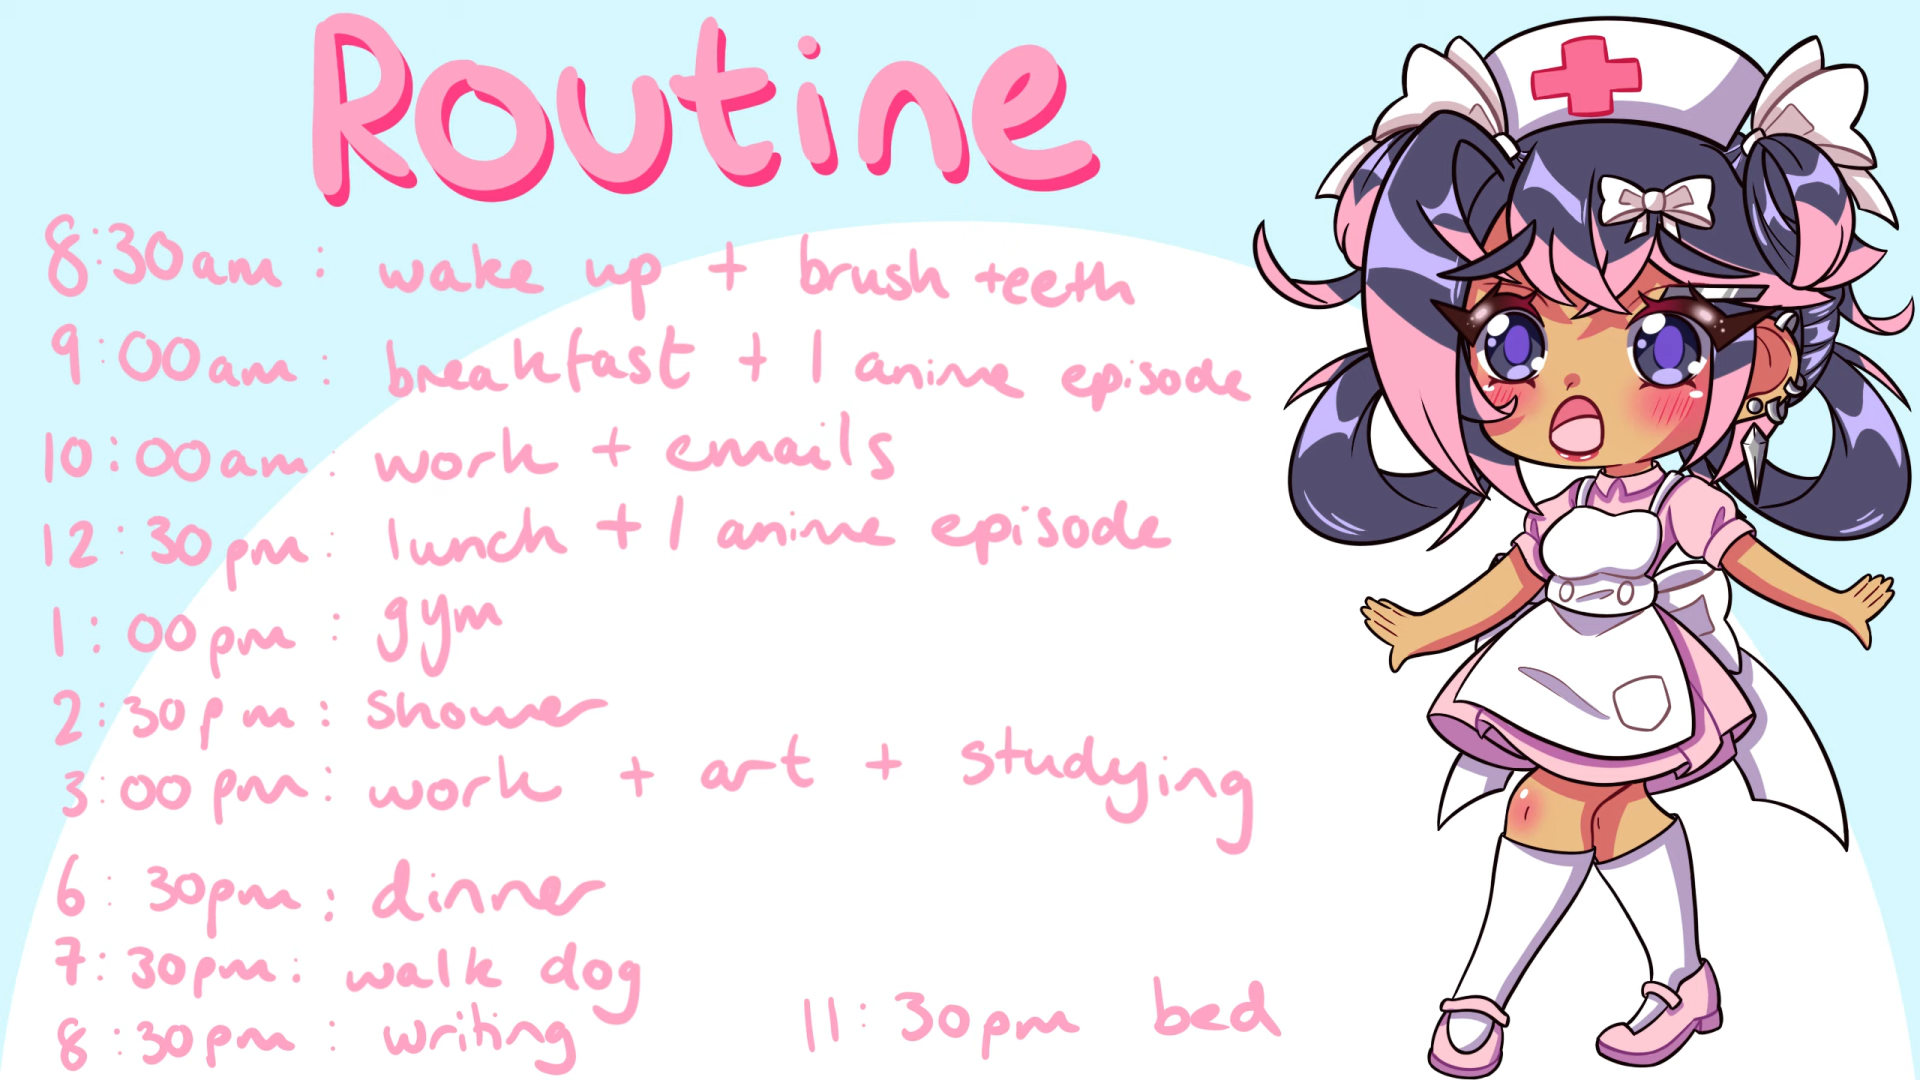 Routine
8:30am: wake up + brush teeth
9:00am: breakfast + 1 anime episode
10:00am: work + emails
12:30pm: lunch + 1 anime episode
1:00pm: gym
2:30pm: shower
3:00pm: work + art + studying
6:30pm: dinner
7:30pm: walk dog
8:30pm: writing
11:30pm bed